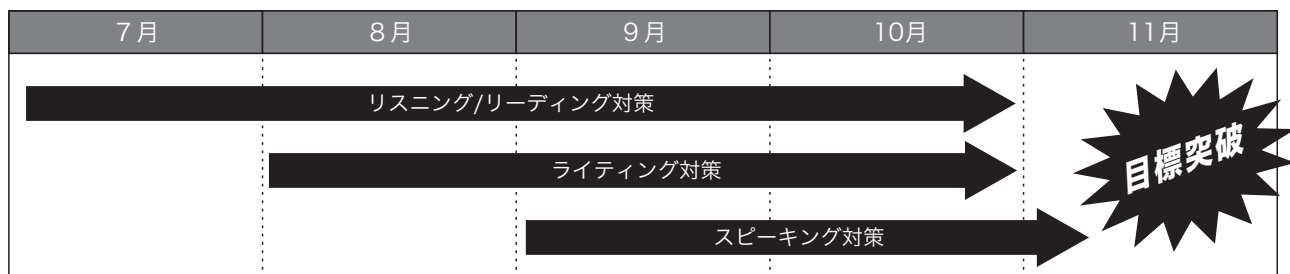 7月 8月 9月 10月 11月
リスニング/リーディング対策
ライティング対策
スピーキング対策
目標突破